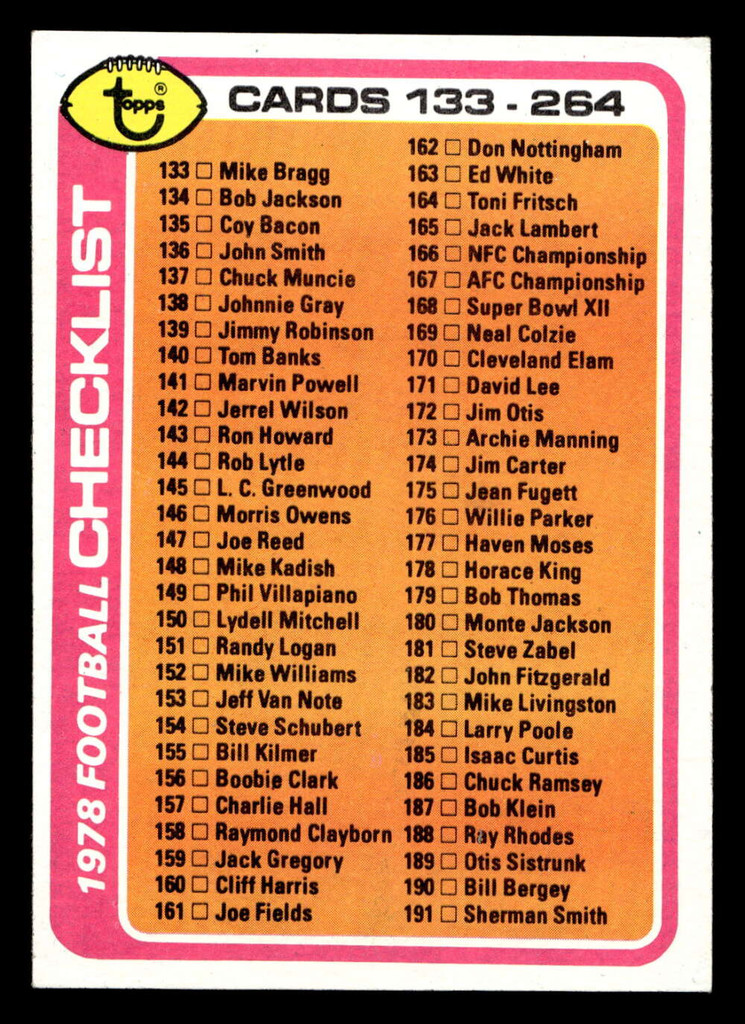 topps®
CARDS 133 - 264
1978 FOOTBALL CHECKLIST
133 □ Mike Bragg
134 □ Bob Jackson
135 □ Coy Bacon
136 □ John Smith
137 □ Chuck Muncie
138 □ Johnnie Gray
139 □ Jimmy Robinson
140 □ Tom Banks
141 □ Marvin Powell
142 □ Jerrel Wilson
143 □ Ron Howard
144 □ Rob Lytle
145 □ L. C. Greenwood
146 □ Morris Owens
147 □ Joe Reed
148 □ Mike Kadish
149 □ Phil Villapiano
150 □ Lydell Mitchell
151 □ Randy Logan
152 □ Mike Williams
153 □ Jeff Van Note
154 □ Steve Schubert
155 □ Bill Kilmer
156 □ Boobie Clark
157 □ Charlie Hall
158 □ Raymond Clayborn
159 □ Jack Gregory
160 □ Cliff Harris
161 □ Joe Fields
162 □ Don Nottingham
163 □ Ed White
164 □ Toni Fritsch
165 □ Jack Lambert
166 □ NFC Championship
167 □ AFC Championship
168 □ Super Bowl XII
169 □ Neal Colzie
170 □ Cleveland Elam
171 □ David Lee
172 □ Jim Otis
173 □ Archie Manning
174 □ Jim Carter
175 □ Jean Fugett
176 □ Willie Parker
177 □ Haven Moses
178 □ Horace King
179 □ Bob Thomas
180 □ Monte Jackson
181 □ Steve Zabel
182 □ John Fitzgerald
183 □ Mike Livingston
184 □ Larry Poole
185 □ Isaac Curtis
186 □ Chuck Ramsey
187 □ Bob Klein
188 □ Ray Rhodes
189 □ Otis Sistrunk
190 □ Bill Bergey
191 □ Sherman Smith